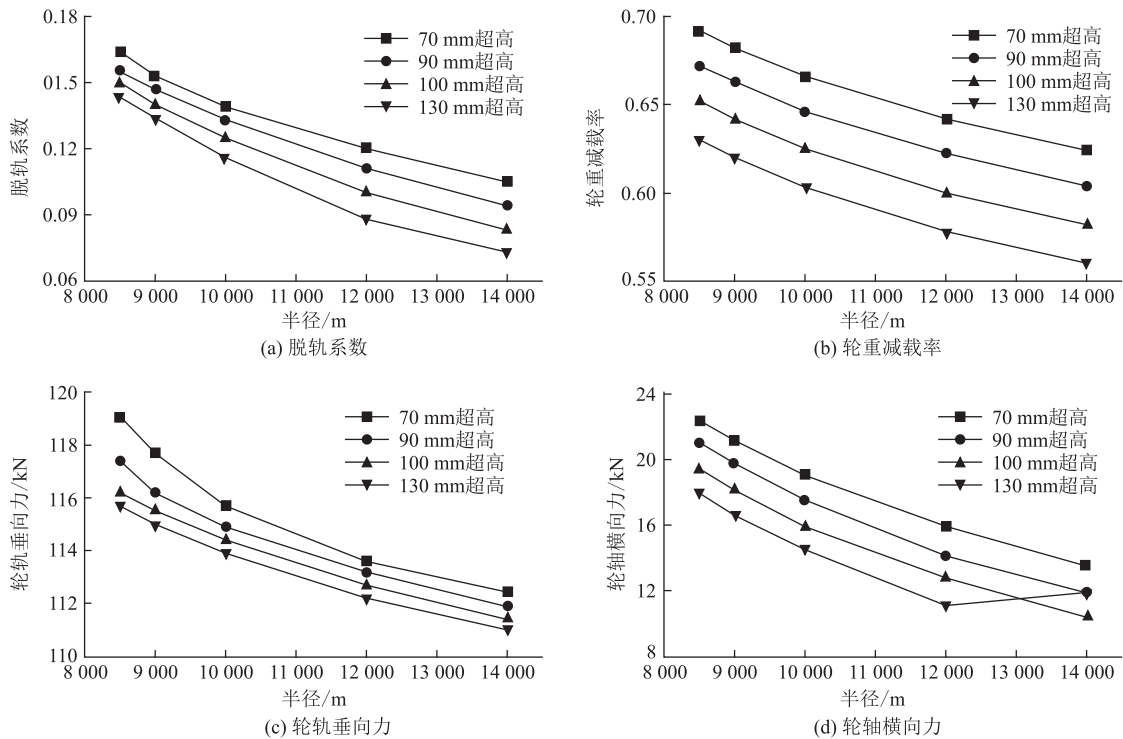 0.18
0.15
0.12
0.09
0.06
脱轨系数
70 mm超高
90 mm超高
100 mm超高
130 mm超高
8 000 9 000 10 000 11 000 12 000 13 000 14 000
半径/m
(a) 脱轨系数
0.70
0.65
0.60
0.55
轮重减载率
70 mm超高
90 mm超高
100 mm超高
130 mm超高
8 000 9 000 10 000 11 000 12 000 13 000 14 000
半径/m
(b) 轮重减载率
120
118
116
114
112
110
轮轨垂向力/kN
70 mm超高
90 mm超高
100 mm超高
130 mm超高
8 000 9 000 10 000 11 000 12 000 13 000 14 000
半径/m
(c) 轮轨垂向力
24
20
16
12
8
轮轴横向力/kN
70 mm超高
90 mm超高
100 mm超高
130 mm超高
8 000 9 000 10 000 11 000 12 000 13 000 14 000
半径/m
(d) 轮轴横向力